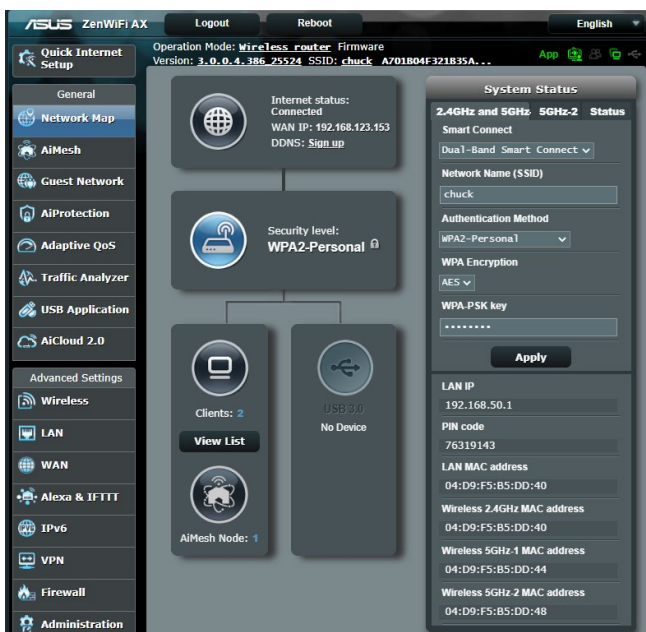 ASUS ZenWiFi AX Logout Reboot English
Quick Internet Setup
Operation Mode: Wireless router Firmware
Version: 3.0.0.4.386_25524 SSID: chuck A701B04F321B35A...
App
General
Network Map
AiMesh
Guest Network
AiProtection
Adaptive QoS
Traffic Analyzer
USB Application
AiCloud 2.0
Advanced Settings
Wireless
LAN
WAN
Alexa & IFTTT
IPv6
VPN
Firewall
Administration
Internet status:
Connected
WAN IP: 192.168.123.153
DDNS: Sign up
Security level:
WPA2-Personal
Clients: 2
View List
AiMesh Node: 1
USB 3.0
No Device
System Status
2.4GHz and 5GHz- 5GHz-2 Status
Smart Connect
Dual-Band Smart Connect
Network Name (SSID)
chuck
Authentication Method
WPA2-Personal
WPA Encryption
AES
WPA-PSK key
........
Apply
LAN IP
192.168.50.1
PIN code
76319143
LAN MAC address
04:D9:F5:B5:DD:40
Wireless 2.4GHz MAC address
04:D9:F5:B5:DD:40
Wireless 5GHz-1 MAC address
04:D9:F5:B5:DD:44
Wireless 5GHz-2 MAC address
04:D9:F5:B5:DD:48